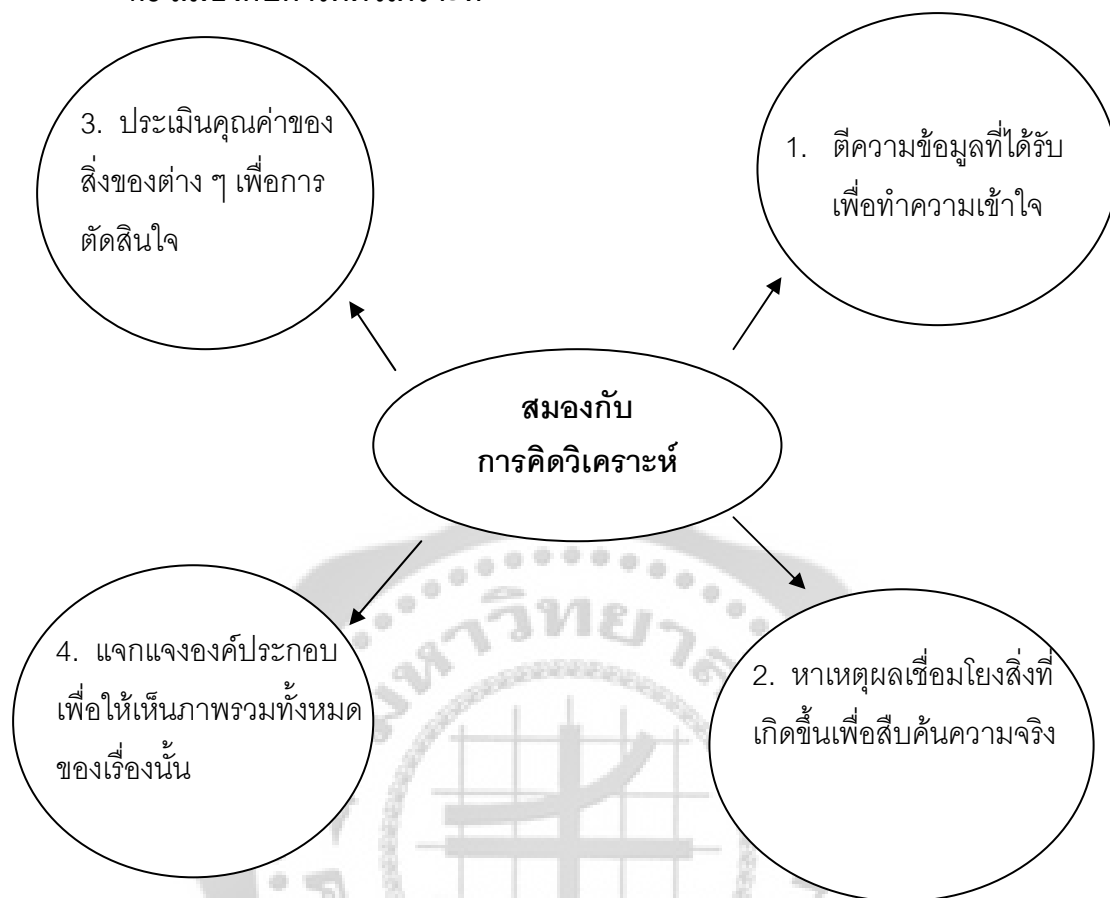 3. ประเมินคุณค่าของ
สิ่งของต่าง ๆ เพื่อการ
ตัดสินใจ
1. ตีความข้อมูลที่ได้รับ
เพื่อทำความเข้าใจ
สมองกับ
การคิดวิเคราะห์
4. แจกแจงองค์ประกอบ
เพื่อให้เห็นภาพรวมทั้งหมด
ของเรื่องนั้น
2. หาเหตุผลเชื่อมโยงสิ่งที่
เกิดขึ้นเพื่อสืบค้นความจริง